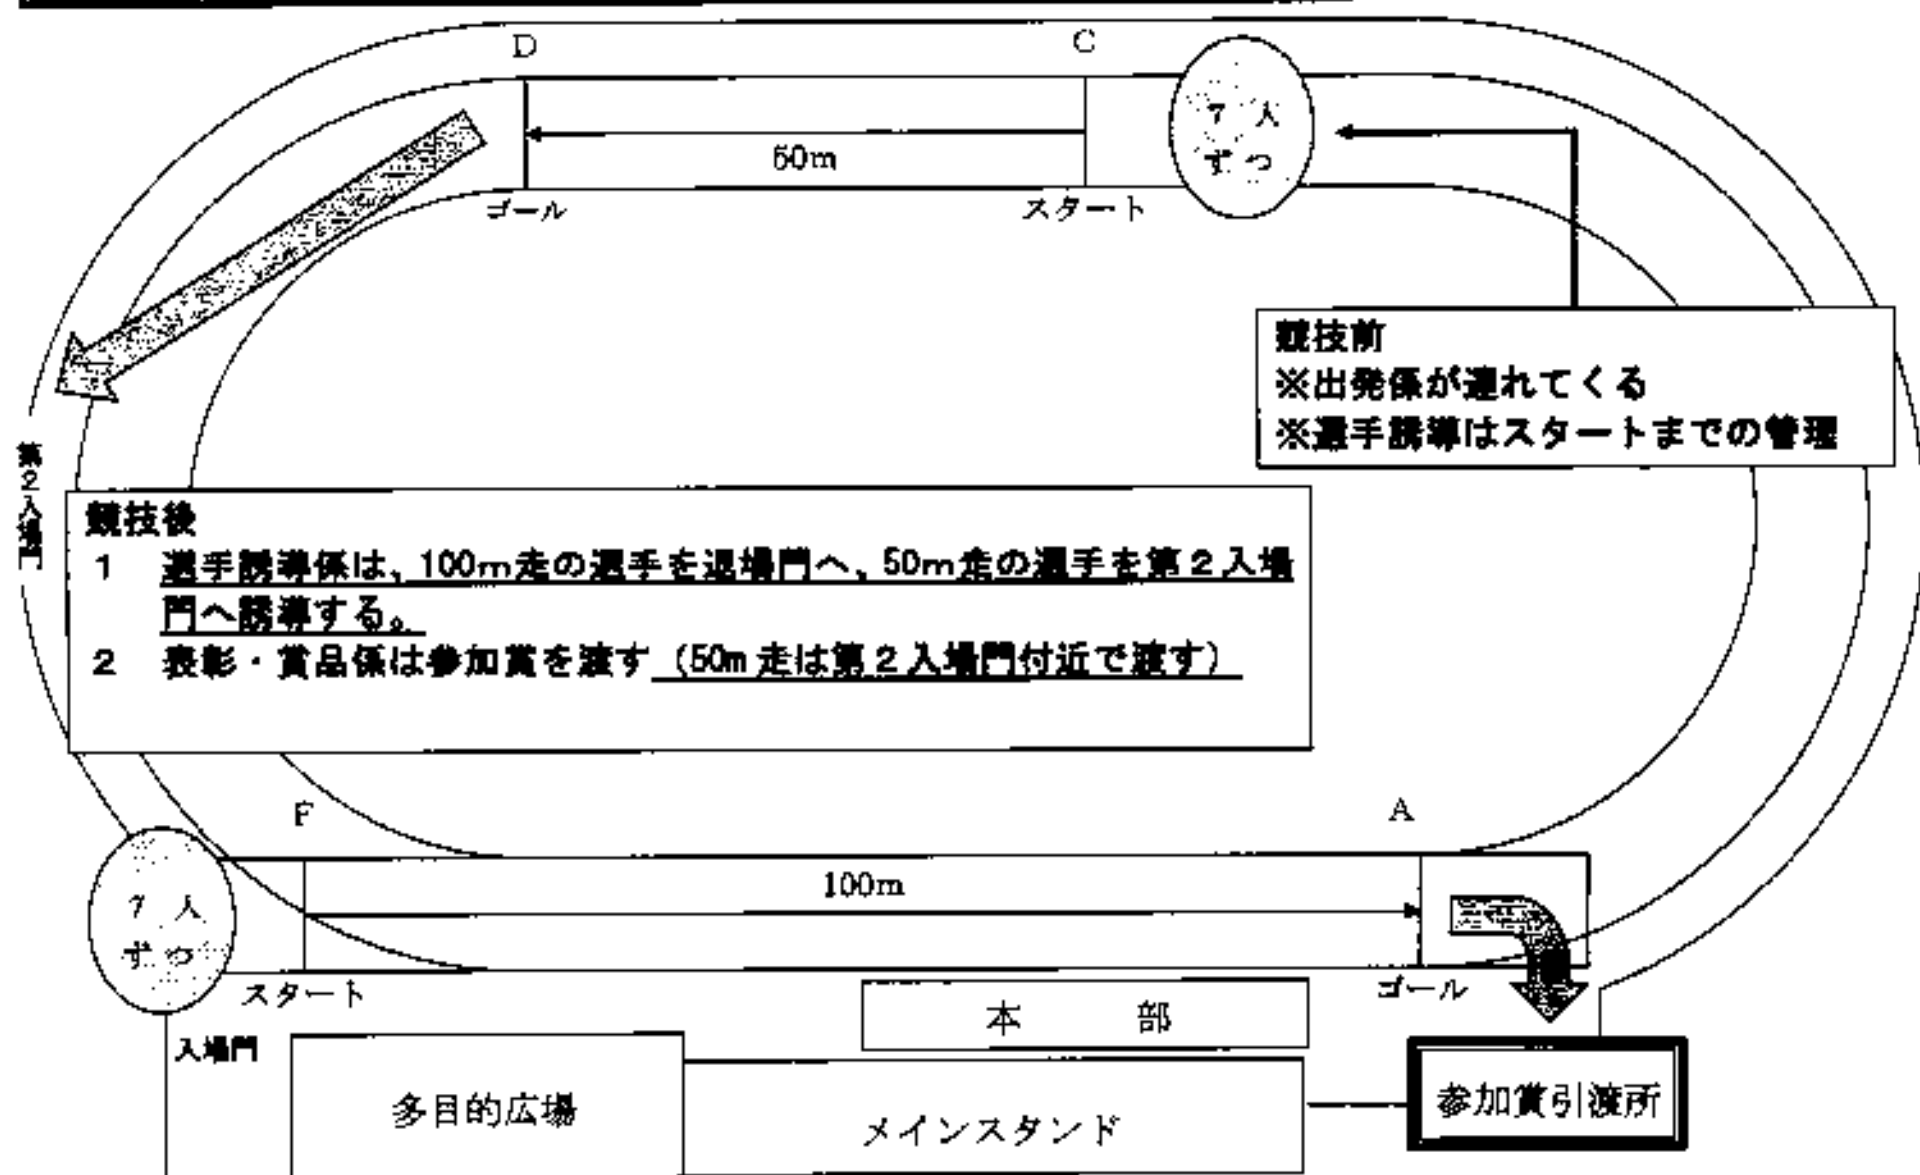 D
C
7 人
ずつ
50m
ゴール
スタート
競技前
※出発係が連れてくる
※選手誘導はスタートまでの管理
第2入場門
競技後
1 選手誘導係は、100m走の選手を退場門へ、50m走の選手を第2入場
門へ誘導する。
2 表彰・賞品係は参加賞を渡す（50m走は第2入場門付近で渡す）
F
A
7 人
ずつ
100m
スタート
ゴール
本 部
入場門
多目的広場
メインスタンド
参加賞引渡所